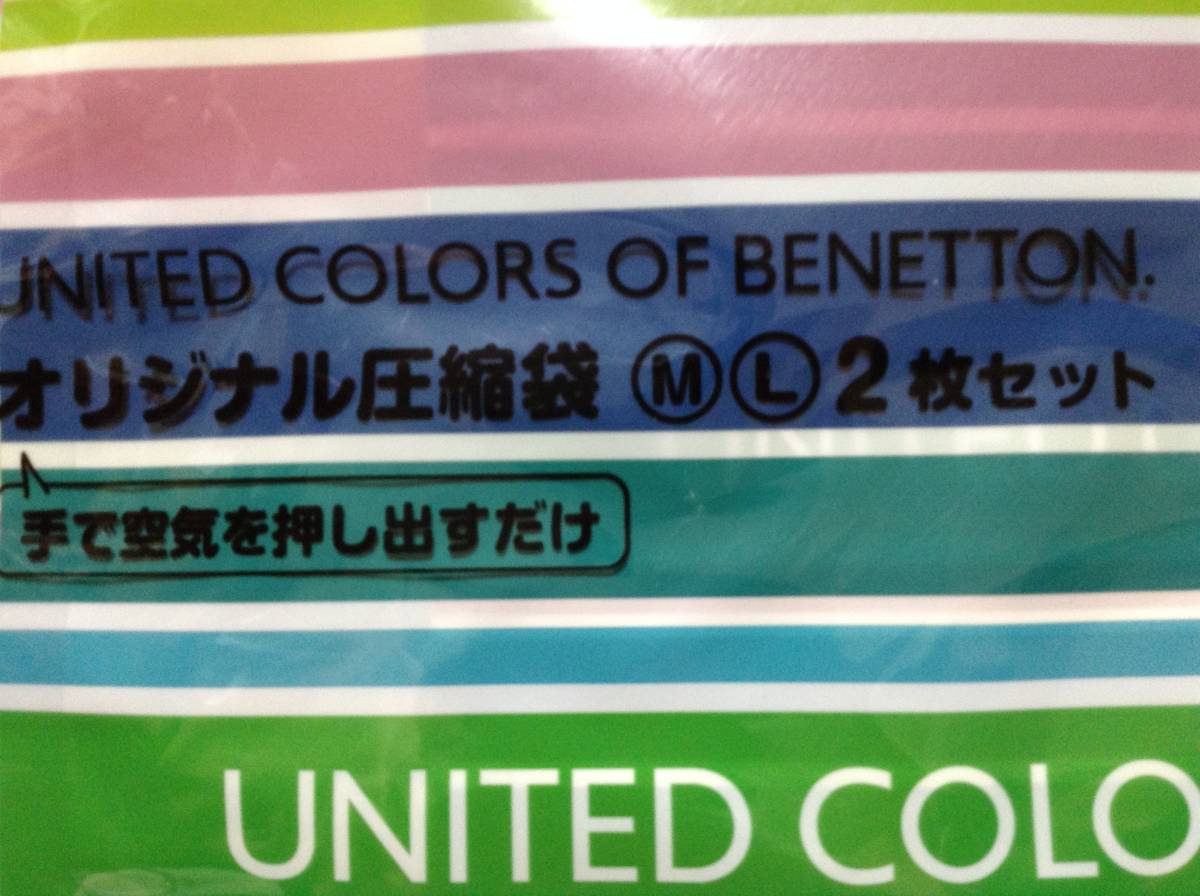 UNITED COLORS OF BENETTON.
オリジナル圧縮袋 Ⓜ Ⓛ 2枚セット
手で空気を押し出すだけ
UNITED COLO